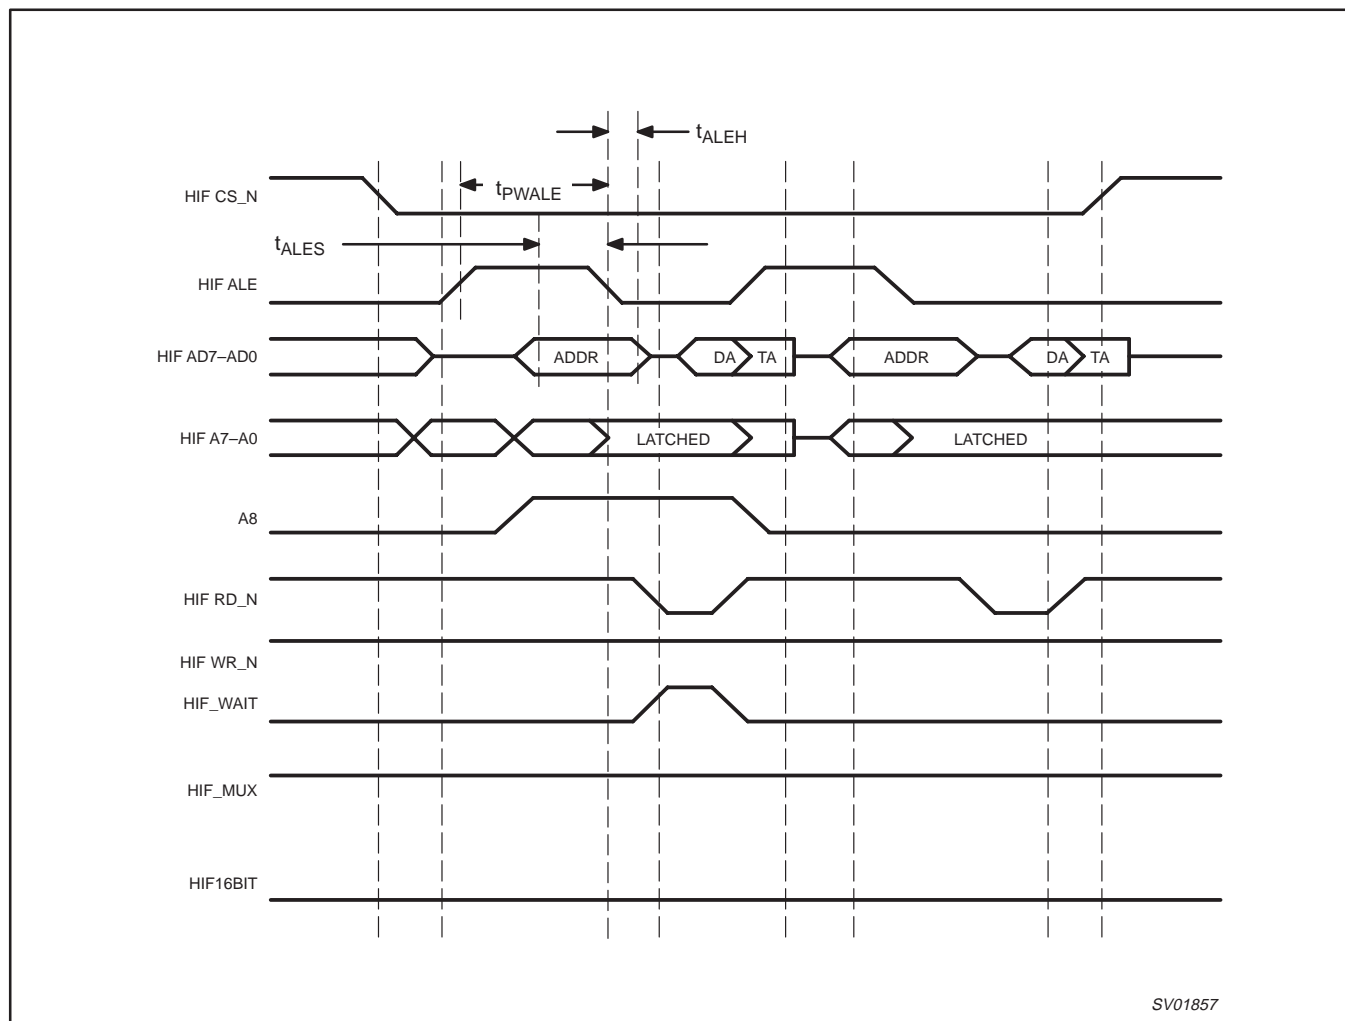 tALEH
HIF CS_N
tPWALE
tALES
HIF ALE
HIF AD7–AD0
ADDR
DA
TA
ADDR
DA
TA
HIF A7–A0
LATCHED
LATCHED
A8
HIF RD_N
HIF WR_N
HIF_WAIT
HIF_MUX
HIF16BIT
SV01857